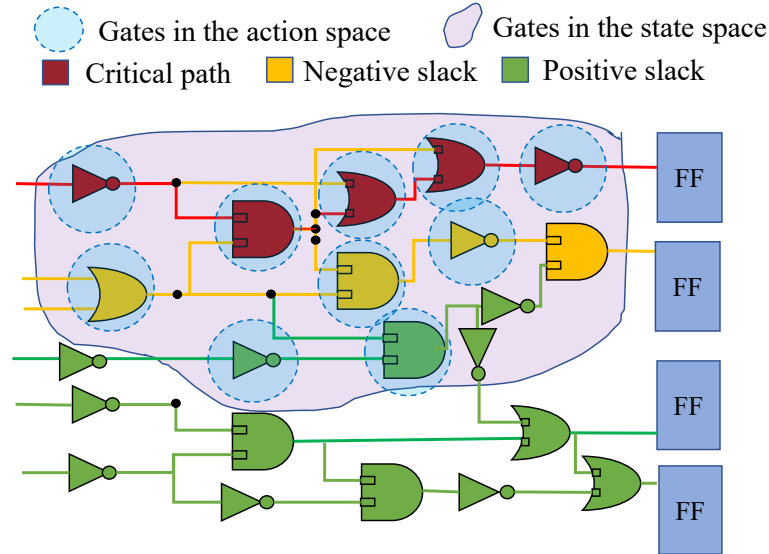 Gates in the action space
Gates in the state space
Critical path
Negative slack
Positive slack
FF
FF
FF
FF